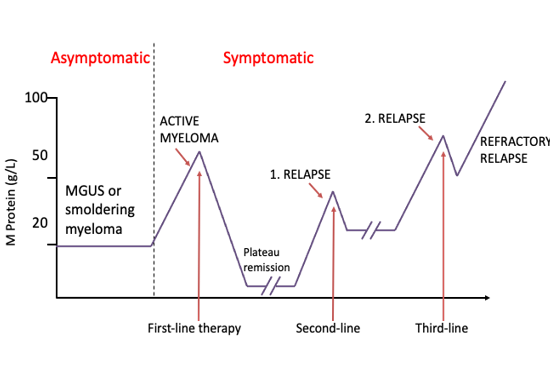 Asymptomatic
Symptomatic
100
50
20
M Protein (g/L)
MGUS or
smoldering
myeloma
ACTIVE
MYELOMA
Plateau
remission
1. RELAPSE
2. RELAPSE
REFRACTORY
RELAPSE
First-line therapy
Second-line
Third-line